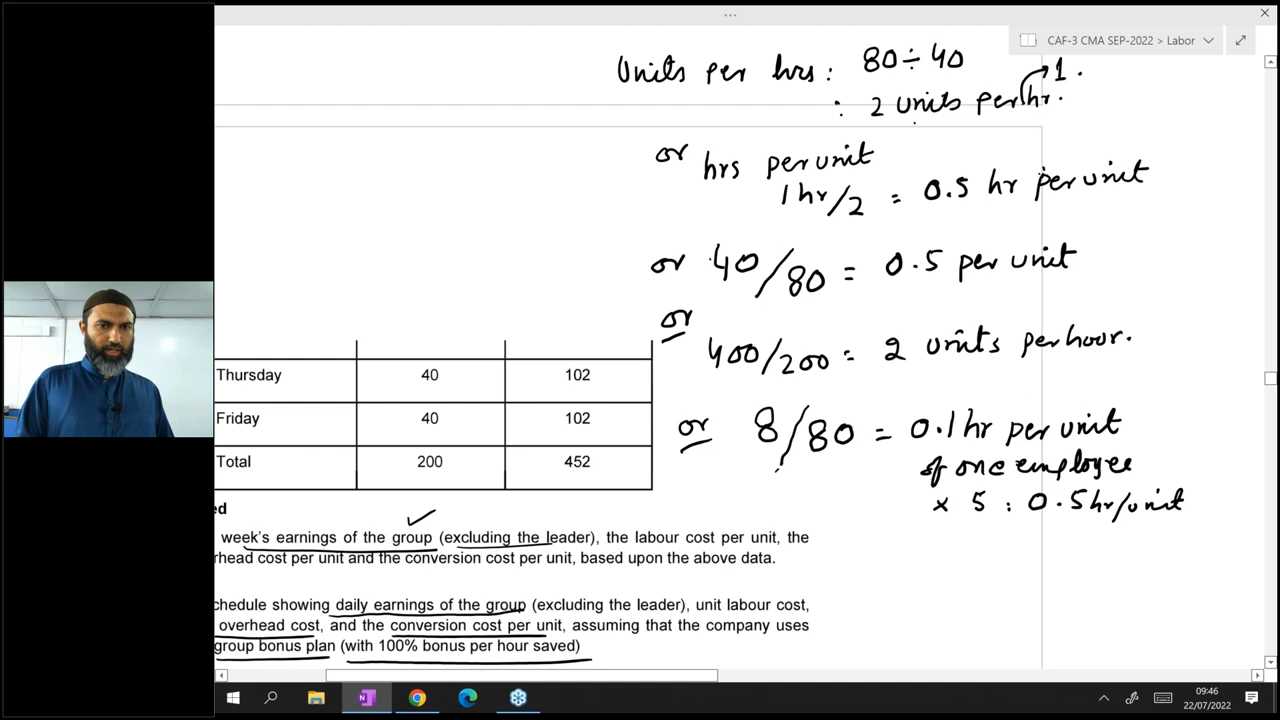 CAF-3 CMA SEP-2022 > Labor
Units per hrs : 80 ÷ 40
→ 1.
: 2 units per hr.
or hrs per unit
1 hr/2 = 0.5 hr per unit
or 40/80 = 0.5 per unit
or
400/200 = 2 units per hour.
or 8/80 = 0.1 hr per unit
of one employee
× 5 : 0.5 hr/unit
Thursday 40 102
Friday 40 102
Total 200 452
ed
week's earnings of the group (excluding the leader), the labour cost per unit, the
rhead cost per unit and the conversion cost per unit, based upon the above data.
chedule showing daily earnings of the group (excluding the leader), unit labour cost,
overhead cost, and the conversion cost per unit, assuming that the company uses
group bonus plan (with 100% bonus per hour saved)
09:46
22/07/2022